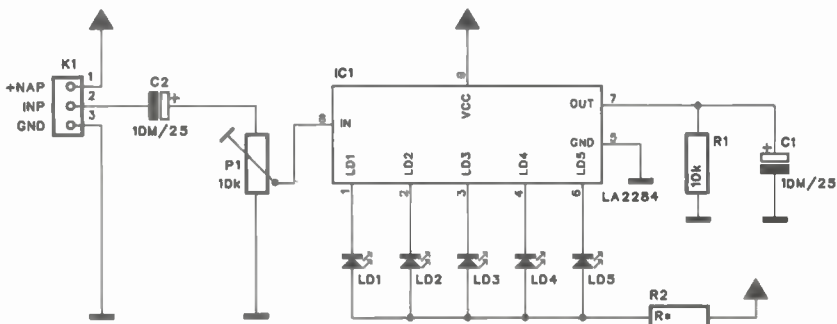 K1
+NAP
INP
GND
1
2
3
C2
+
10M/25
P1
10k
IC1
8
IN
9
VCC
OUT
7
GND
5
LD1
LD2
LD3
LD4
LD5
1
2
3
4
6
LA2284
R1
10k
+
C1
10M/25
LD1
LD2
LD3
LD4
LD5
R2
R*